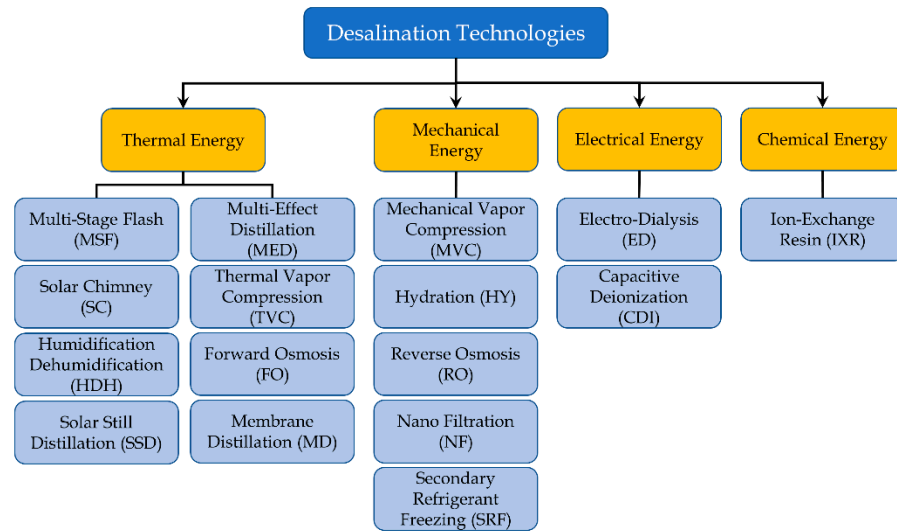 Desalination Technologies
Thermal Energy
Mechanical
Energy
Electrical Energy
Chemical Energy
Multi-Stage Flash
(MSF)
Solar Chimney
(SC)
Humidification
Dehumidification
(HDH)
Solar Still
Distillation (SSD)
Multi-Effect
Distillation (MED)
Thermal Vapor
Compression
(TVC)
Forward Osmosis
(FO)
Membrane
Distillation (MD)
Mechanical Vapor
Compression
(MVC)
Hydration (HY)
Reverse Osmosis
(RO)
Nano Filtration
(NF)
Secondary
Refrigerant
Freezing (SRF)
Electro-Dialysis
(ED)
Capacitive
Deionization
(CDI)
Ion-Exchange
Resin (IXR)